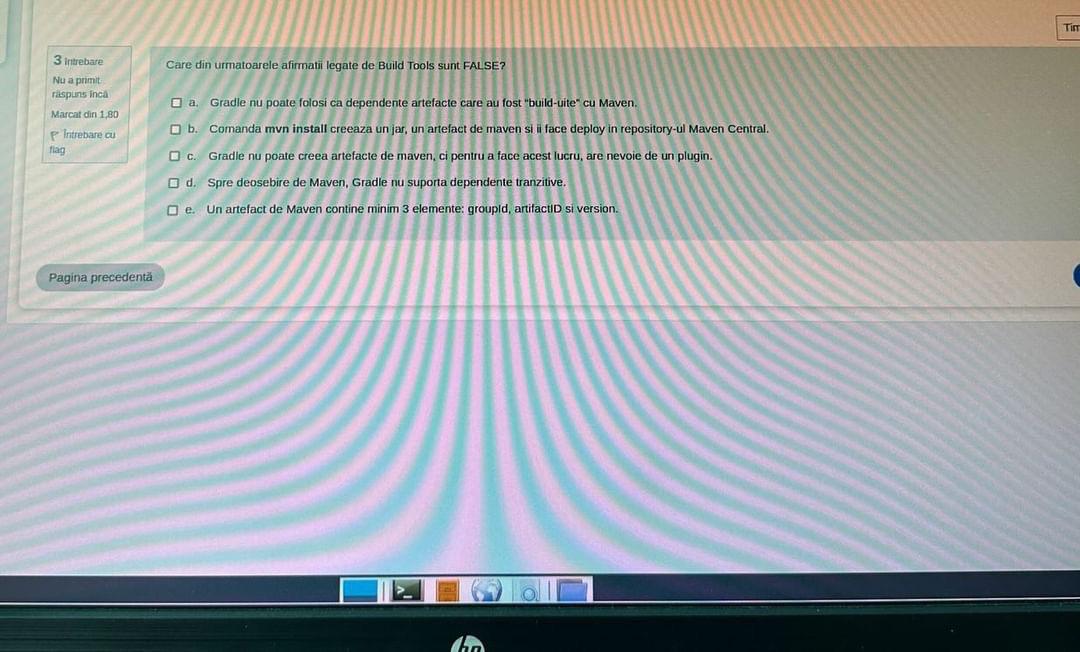 Tim
3 Întrebare
Nu a primit
răspuns încă
Marcat din 1,80
Întrebare cu
flag
Care din urmatoarele afirmatii legate de Build Tools sunt FALSE?
a. Gradle nu poate folosi ca dependente artefacte care au fost "build-uite" cu Maven.
b. Comanda mvn install creeaza un jar, un artefact de maven si ii face deploy in repository-ul Maven Central.
c. Gradle nu poate creea artefacte de maven, ci pentru a face acest lucru, are nevoie de un plugin.
d. Spre deosebire de Maven, Gradle nu suporta dependente tranzitive.
e. Un artefact de Maven contine minim 3 elemente: groupId, artifactID si version.
Pagina precedentă
>_
hp